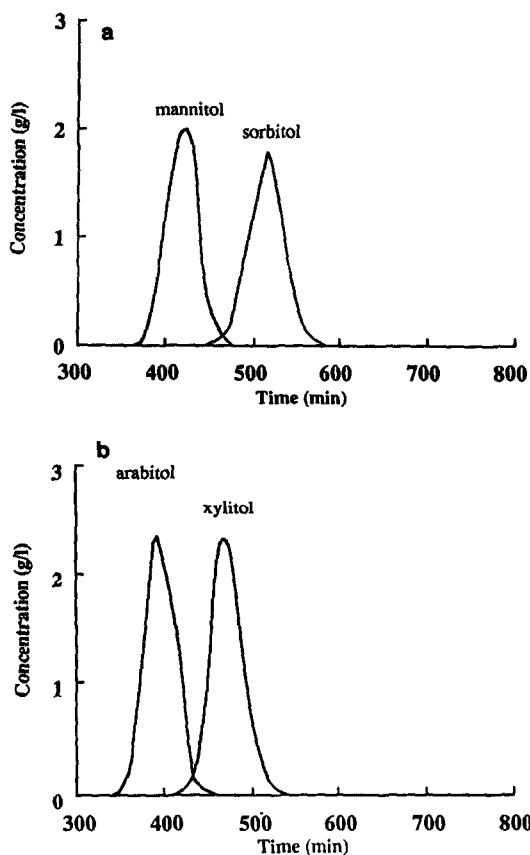 a
3
mannitol
sorbitol
2
Concentration (g/l)
1
0
300 400 500 600 700 800
Time (min)
b
3
arabitol
xylitol
2
Concentration (g/l)
1
0
300 400 500 600 700 800
Time (min)